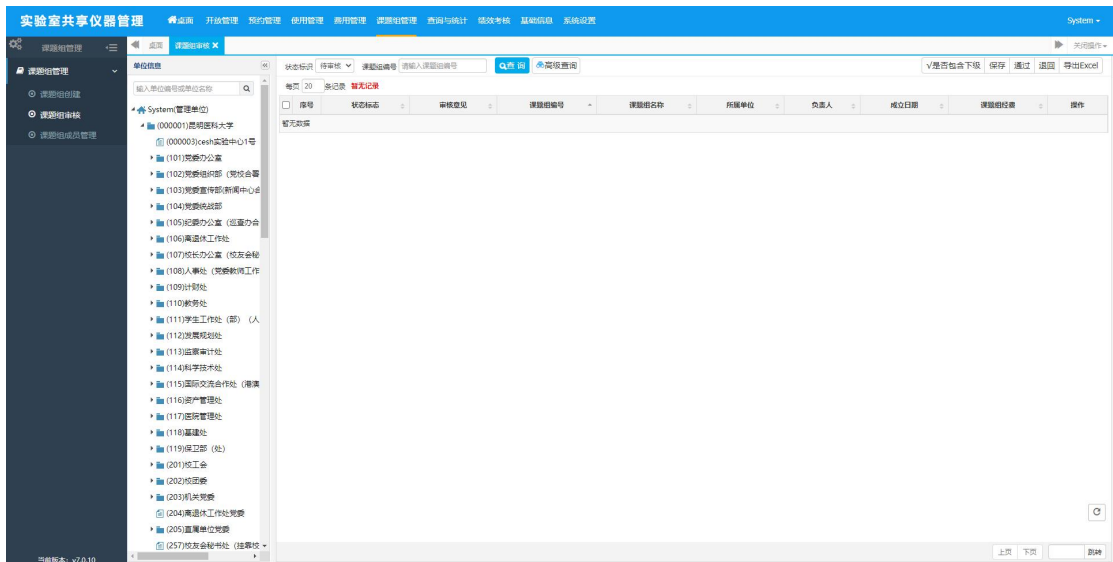 实验室共享仪器管理 桌面 开放管理 预约管理 使用管理 费用管理 课题组管理 查询与统计 绩效考核 基础信息 系统设置 System
课题组管理 桌面 课题组审核 X 关闭操作
课题组管理
课题组创建
课题组审核
课题组成员管理
当前版本：v7.0.10
单位信息
输入单位编号或单位名称
System(管理单位)
(000001)昆明医科大学
(000003)cesh实验中心1号
(101)党委办公室
(102)党委组织部（党校合署
(103)党委宣传部(新闻中心合
(104)党委统战部
(105)纪委办公室（巡查办合
(106)离退休工作处
(107)校长办公室（校友会秘
(108)人事处（党委教师工作
(109)计财处
(110)教务处
(111)学生工作处（部）（人
(112)发展规划处
(113)监察审计处
(114)科学技术处
(115)国际交流合作处（港澳
(116)资产管理处
(117)医院管理处
(118)基建处
(119)保卫部（处）
(201)校工会
(202)校团委
(203)机关党委
(204)离退休工作处党委
(205)直属单位党委
(257)校友会秘书处（挂靠校
状态标识 待审核 课题组编号 请输入课题组编号 查 询 高级查询 √是否包含下级 保存 通过 退回 导出Excel
每页 20 条记录 暂无记录
序号 状态标志 审核意见 课题组编号 课题组名称 所属单位 负责人 成立日期 课题组经费 操作
暂无数据
上页 下页 跳转